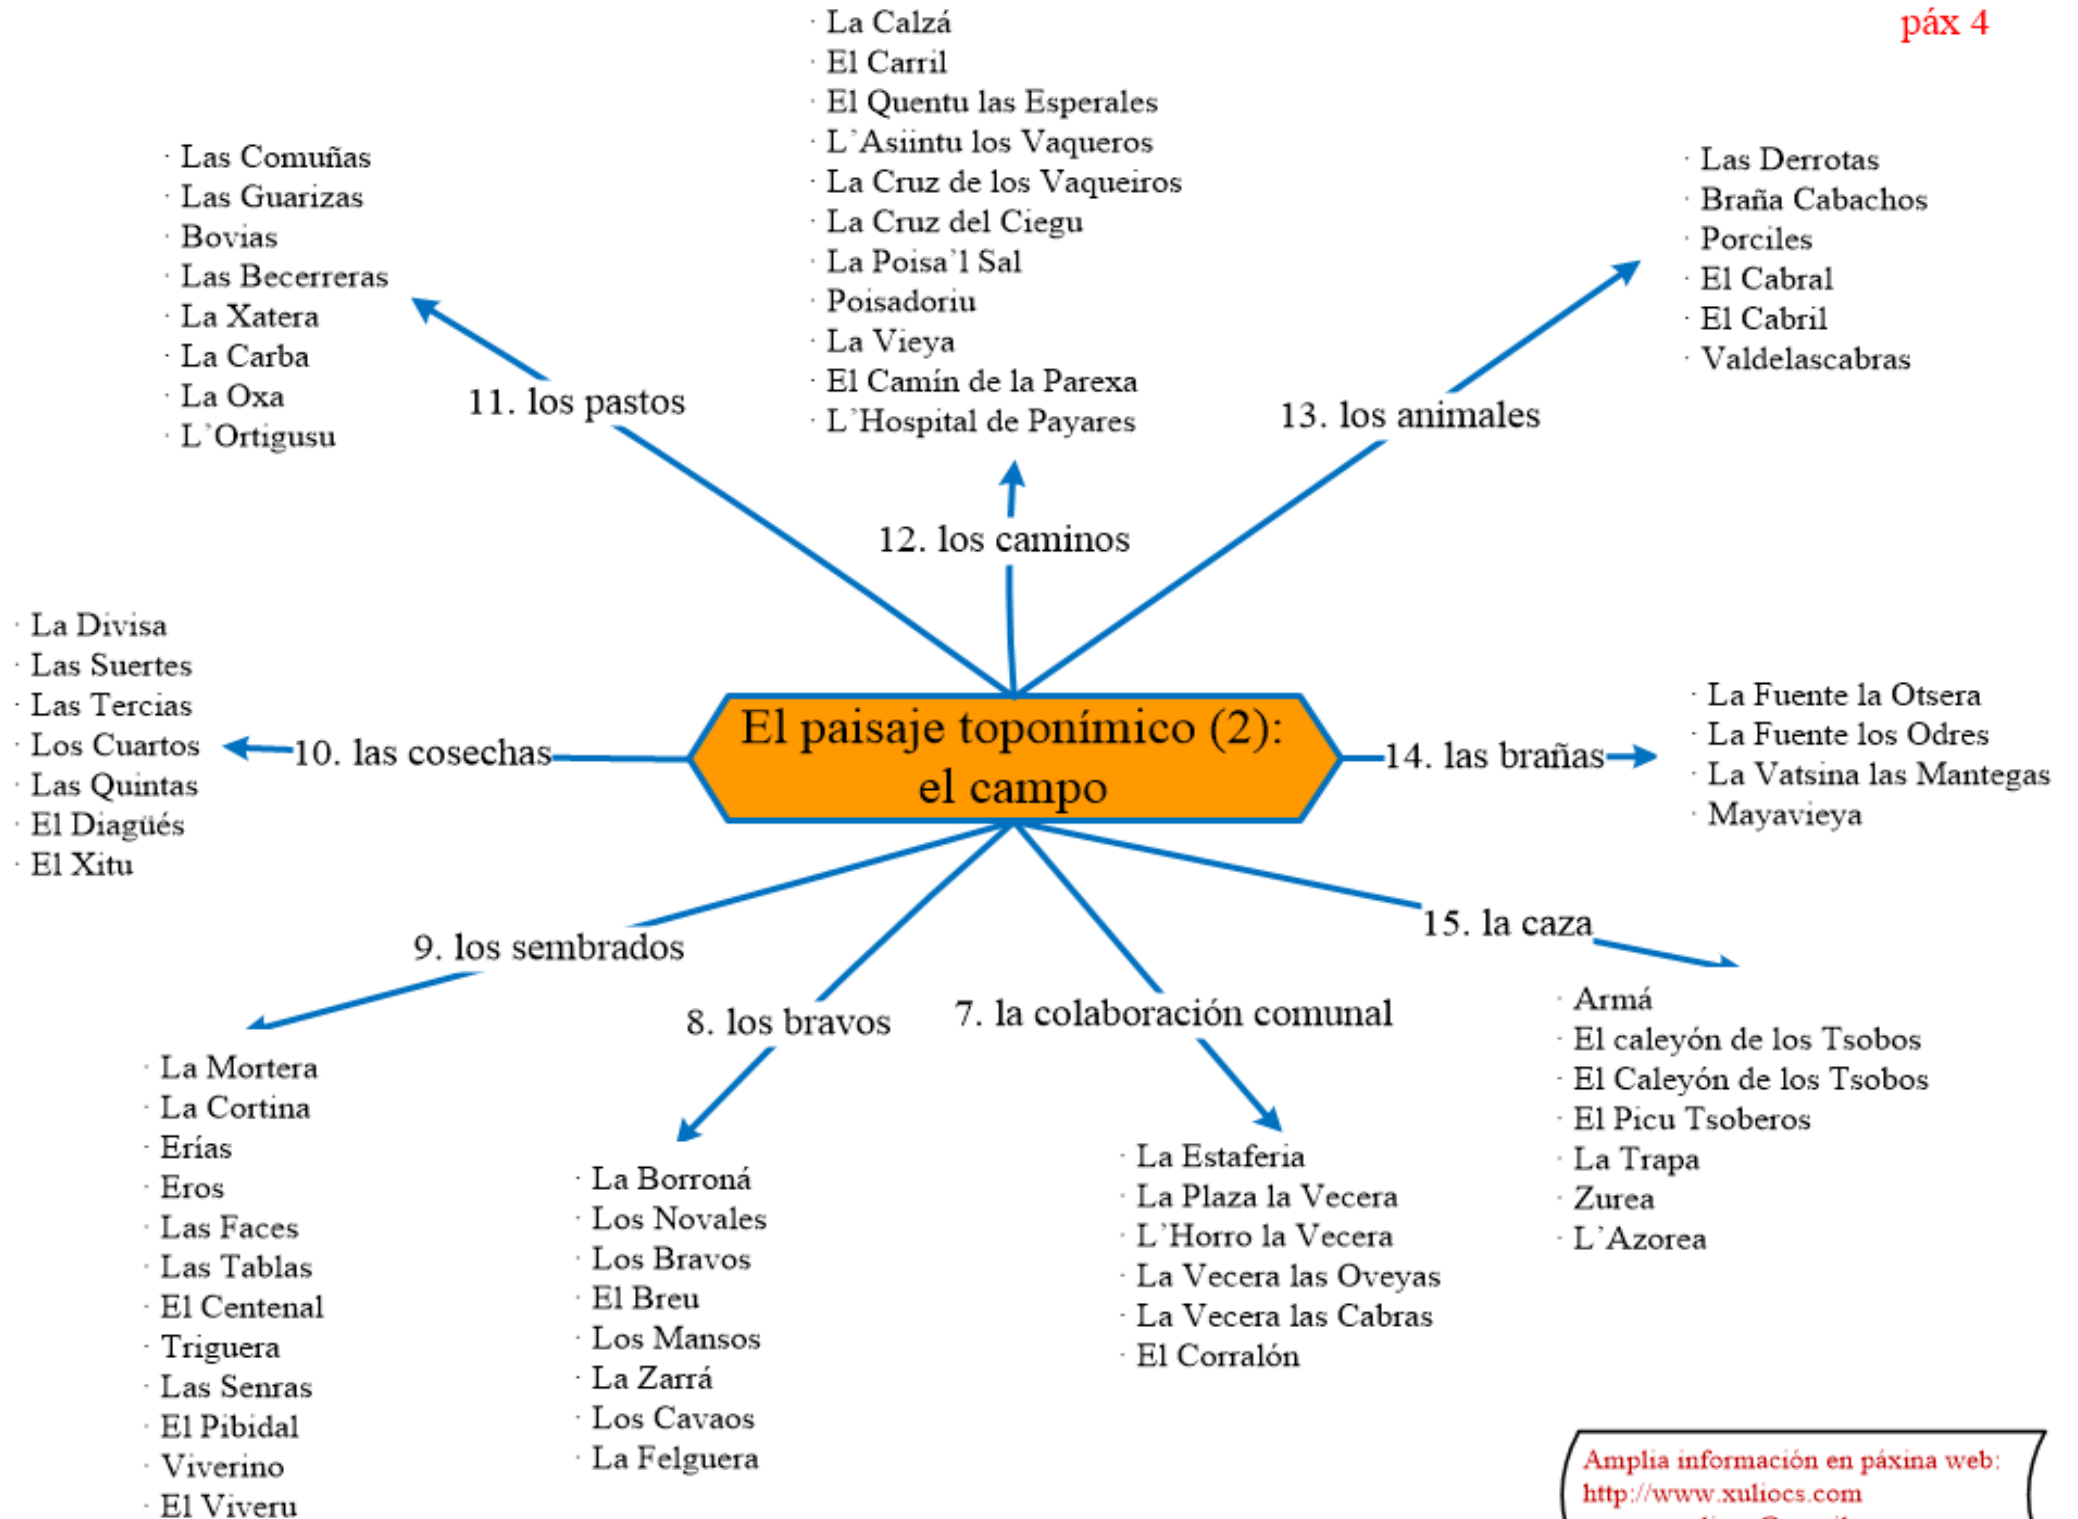 páx 4
· La Calzá
· El Carril
· El Quentu las Esperales
· L'Asiintu los Vaqueros
· La Cruz de los Vaqueiros
· La Cruz del Ciegu
· La Poisa'l Sal
· Poisadoriu
· La Vieya
· El Camín de la Parexa
· L'Hospital de Payares
· Las Comuñas
· Las Guarizas
· Bovias
· Las Becerreras
· La Xatera
· La Carba
· La Oxa
· L'Ortigusu
· Las Derrotas
· Braña Cabachos
· Porciles
· El Cabral
· El Cabril
· Valdelascabras
11. los pastos
13. los animales
12. los caminos
· La Divisa
· Las Suertes
· Las Tercias
· Los Cuartos
· Las Quintas
· El Diagüés
· El Xitu
10. las cosechas
El paisaje toponímico (2):
el campo
14. las brañas
· La Fuente la Otsera
· La Fuente los Odres
· La Vatsina las Mantegas
· Mayavieya
9. los sembrados
8. los bravos
7. la colaboración comunal
15. la caza
· La Mortera
· La Cortina
· Erías
· Eros
· Las Faces
· Las Tablas
· El Centenal
· Triguera
· Las Senras
· El Pibidal
· Viverino
· El Viveru
· La Borroná
· Los Novales
· Los Bravos
· El Breu
· Los Mansos
· La Zarrá
· Los Cavaos
· La Felguera
· La Estaferia
· La Plaza la Vecera
· L'Horro la Vecera
· La Vecera las Oveyas
· La Vecera las Cabras
· El Corralón
· Armá
· El caleyón de los Tsobos
· El Caleyón de los Tsobos
· El Picu Tsoberos
· La Trapa
· Zurea
· L'Azorea
Amplia información en páxina web:
http://www.xuliocs.com